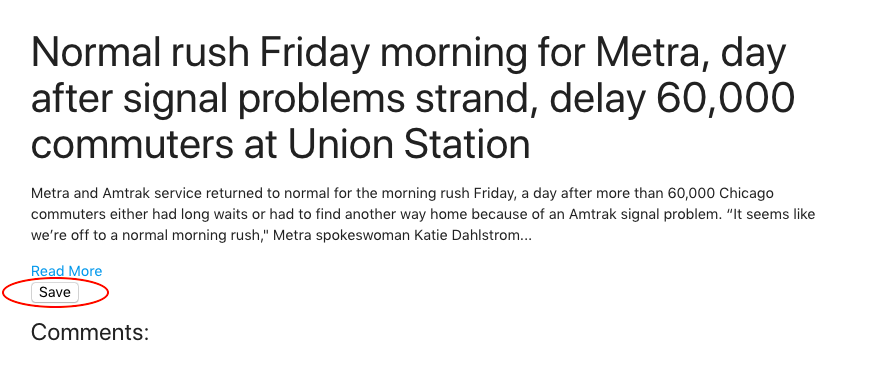 Normal rush Friday morning for Metra, day
after signal problems strand, delay 60,000
commuters at Union Station
Metra and Amtrak service returned to normal for the morning rush Friday, a day after more than 60,000 Chicago
commuters either had long waits or had to find another way home because of an Amtrak signal problem. “It seems like
we’re off to a normal morning rush," Metra spokeswoman Katie Dahlstrom...
Read More
Save
Comments: